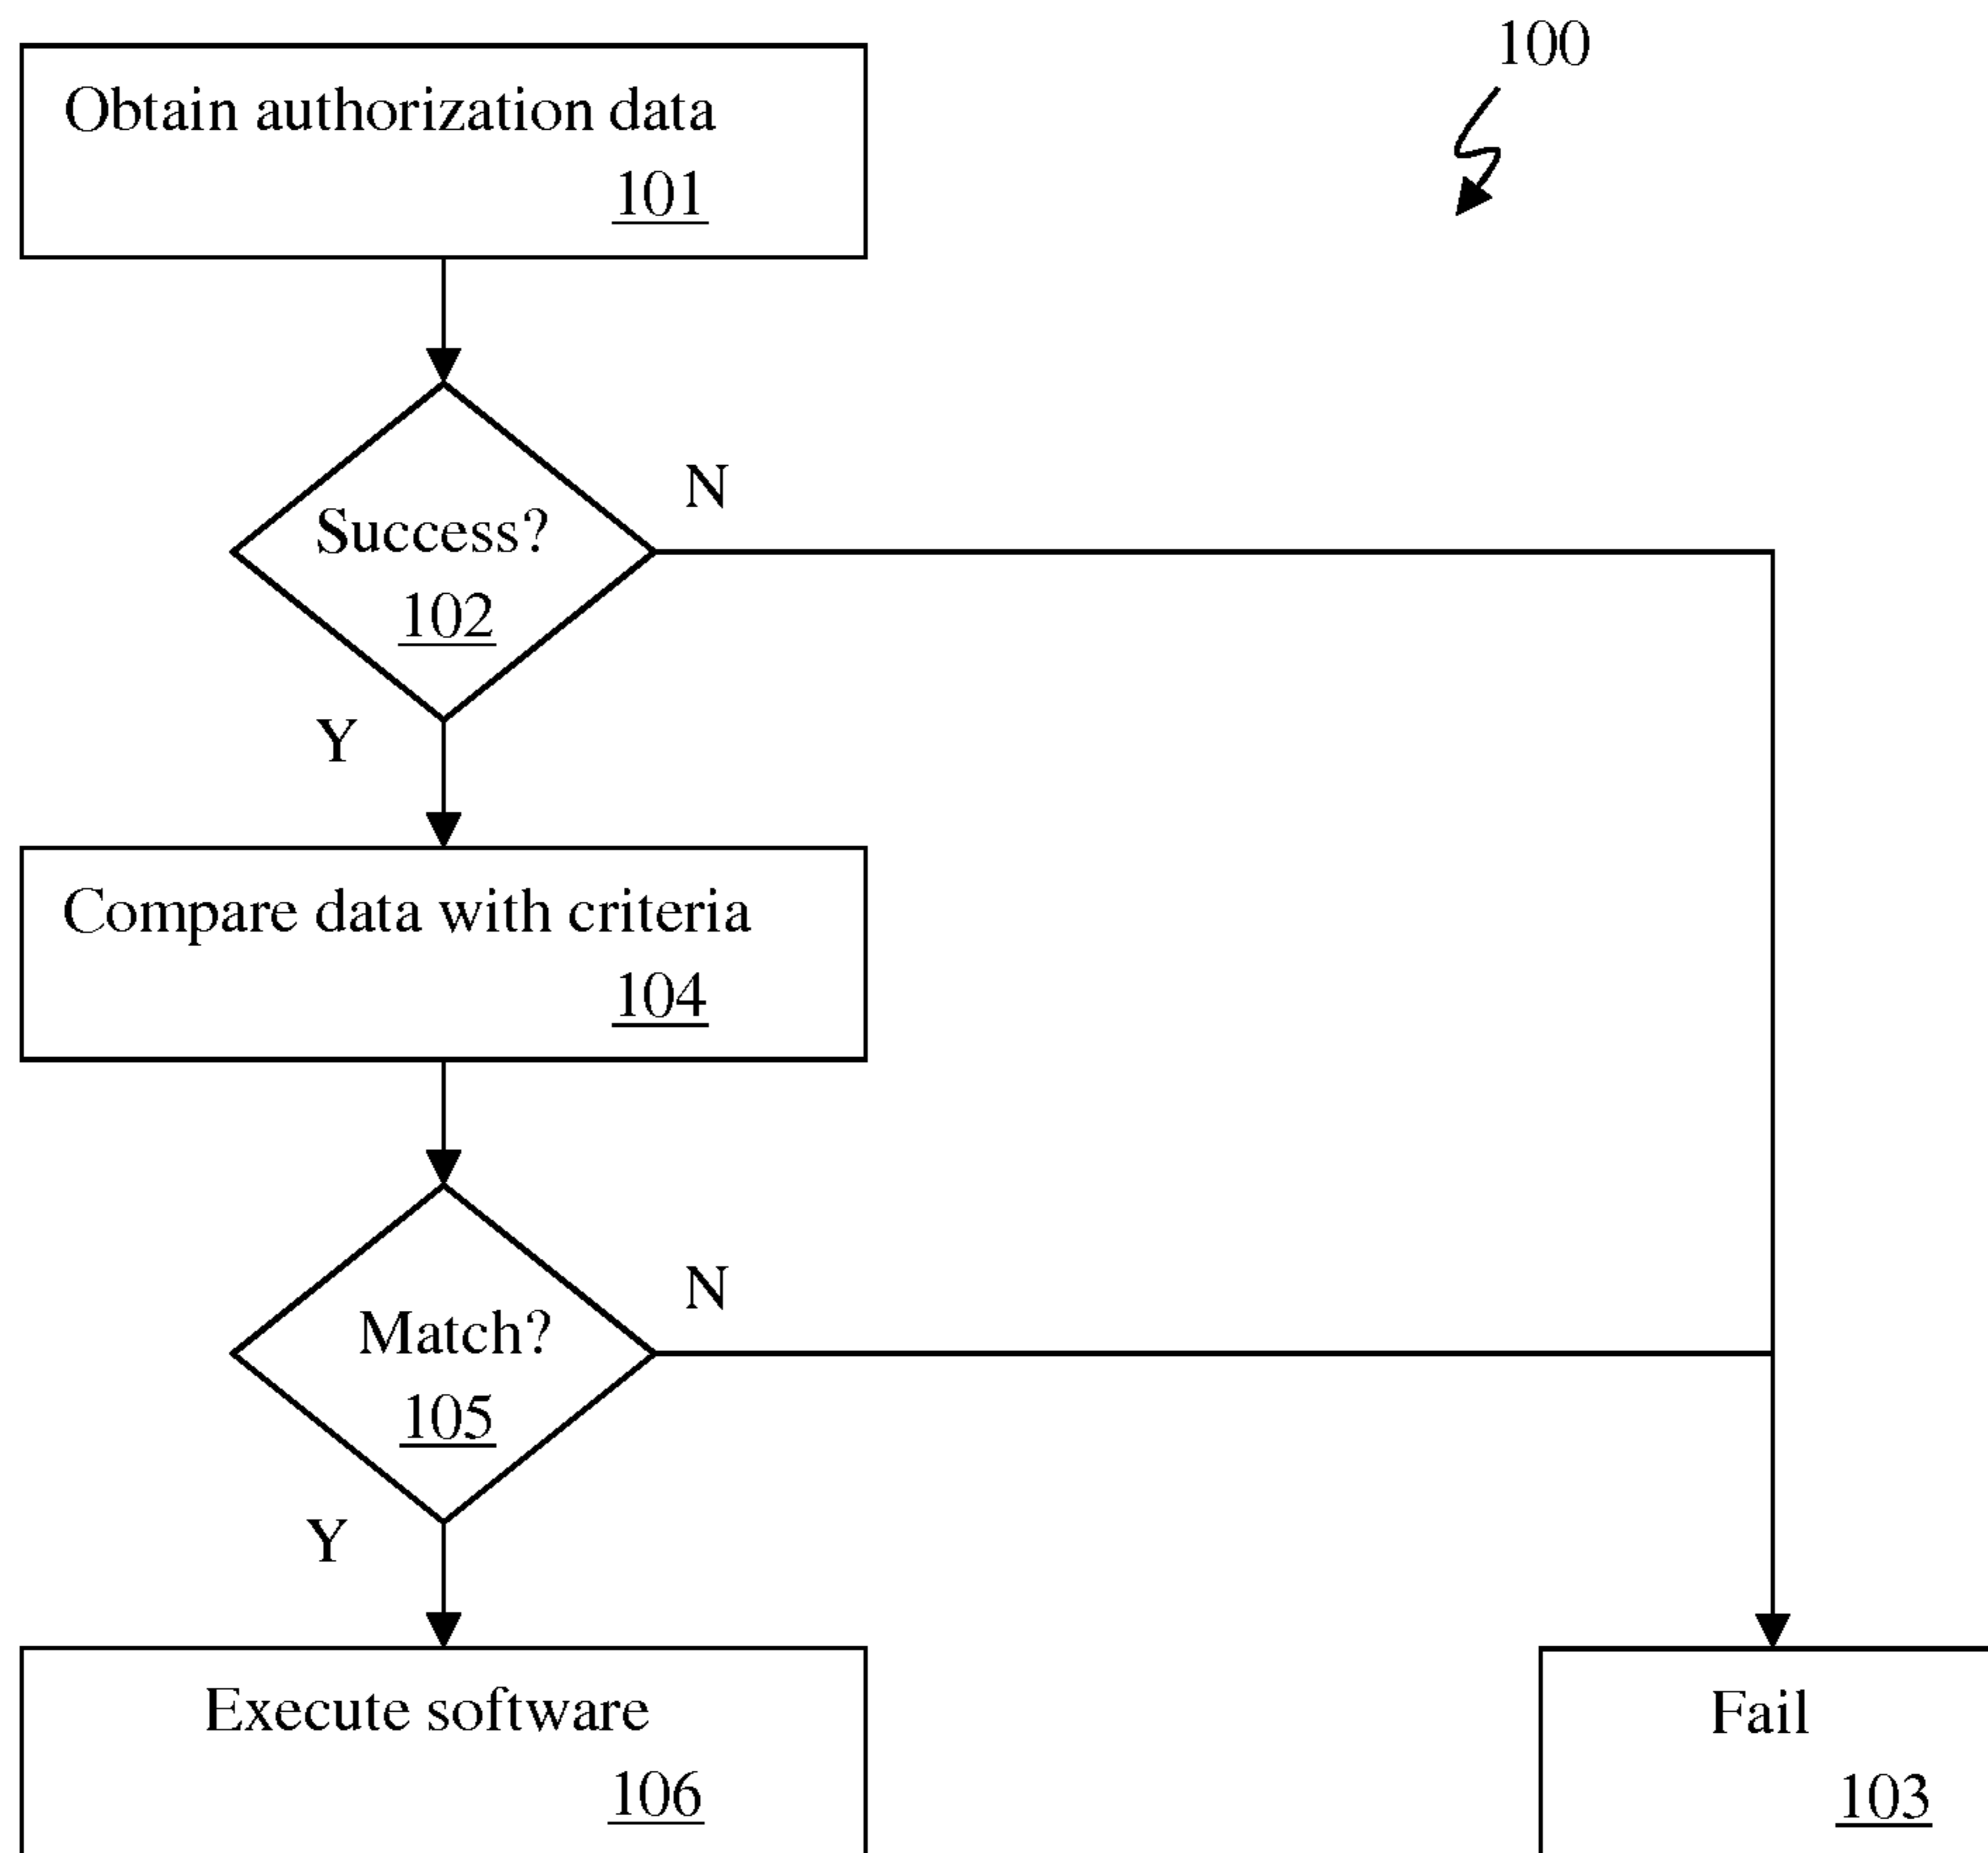 100
Obtain authorization data
101
N
Success?
102
Y
Compare data with criteria
104
N
Match?
105
Y
Execute software
106
Fail
103